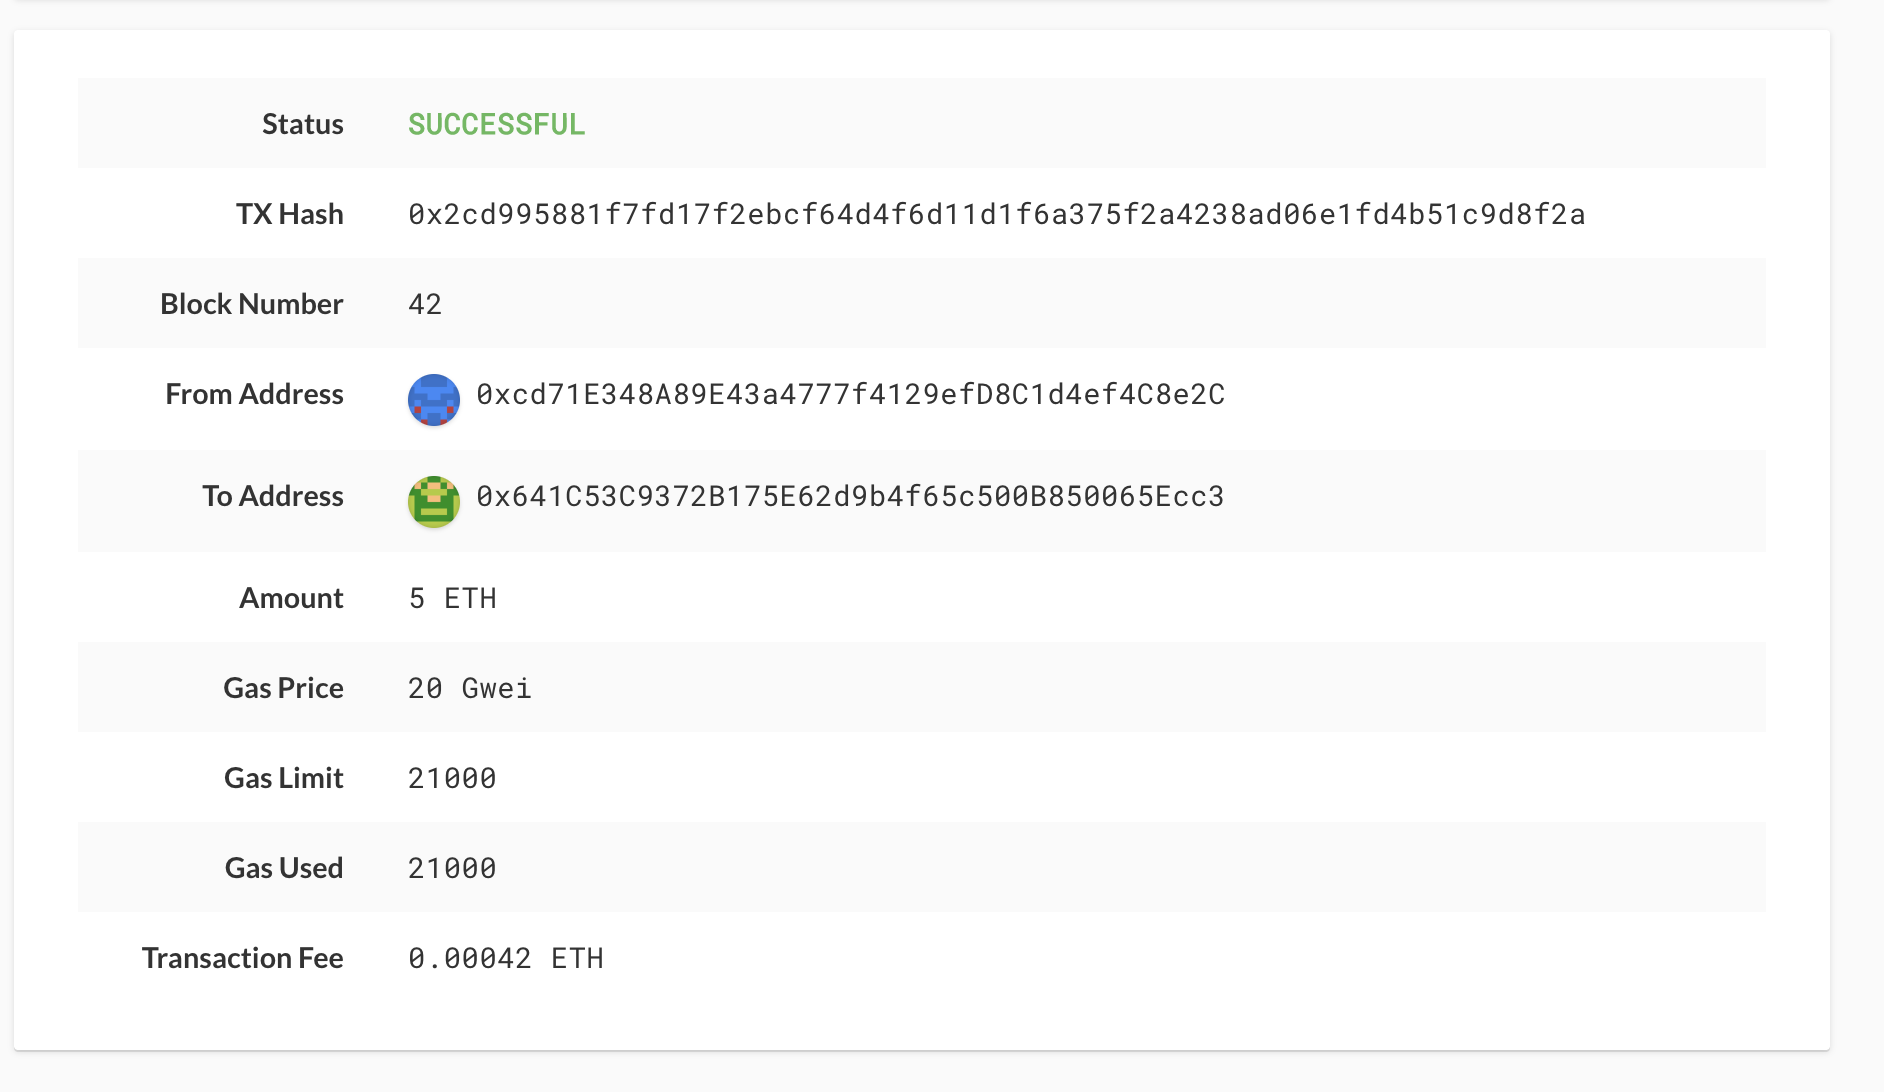 Status SUCCESSFUL
TX Hash 0x2cd995881f7fd17f2ebcf64d4f6d11d1f6a375f2a4238ad06e1fd4b51c9d8f2a
Block Number 42
From Address 0xcd71E348A89E43a4777f4129efD8C1d4ef4C8e2C
To Address 0x641C53C9372B175E62d9b4f65c500B850065Ecc3
Amount 5 ETH
Gas Price 20 Gwei
Gas Limit 21000
Gas Used 21000
Transaction Fee 0.00042 ETH